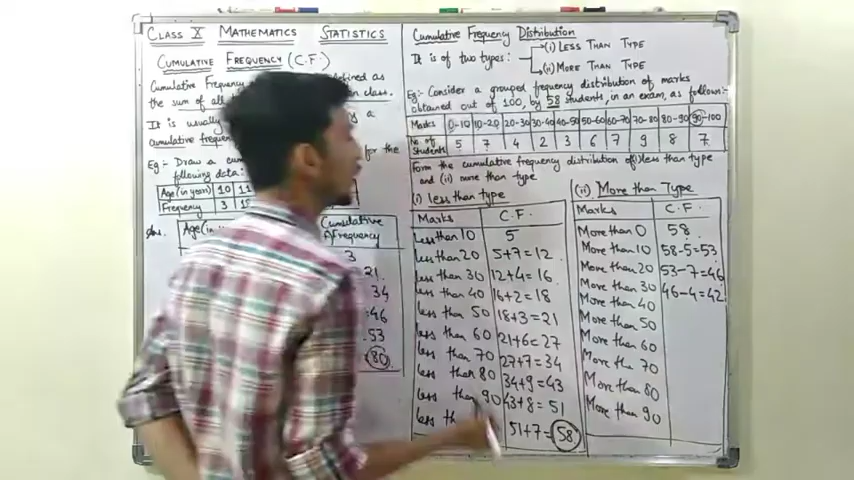 CLASS X MATHEMATICS STATISTICS
CUMULATIVE FREQUENCY (C.F.)
Cumulative Frequency defined as
the sum of all class.
It is usually a
cumulative
for the
Eg:- Draw a
following data:
Age (in years) 10
Frequency 3
Ans. Age (in Cumulative Frequency
3
21
34
46
53
80
Cumulative Frequency Distribution
It is of two types:
(i) LESS THAN TYPE
(ii) MORE THAN TYPE
Eg:- Consider a grouped frequency distribution of marks
obtained out of 100, by 58 students, in an exam, as follows:
Marks 0-10 10-20 20-30 30-40 40-50 50-60 60-70 70-80 80-90 90-100
No. of Students 5 7 4 2 3 6 7 9 8 7
Form the cumulative frequency distribution of (i) less than type
and (ii) more than type
(i) less than type
Marks C.F.
Less than 10 5
Less than 20 5+7=12
Less than 30 12+4=16
less than 40 16+2=18
less than 50 18+3=21
less than 60 21+6=27
less than 70 27+7=34
less than 80 34+9=43
less than 90 43+8=51
less 51+7=58
(ii) More than Type
Marks C.F.
More than 0 58
More than 10 58-5=53
More than 20 53-7=46
More than 30 46-4=42
More than 40
More than 50
More than 60
More than 70
More than 80
More than 90